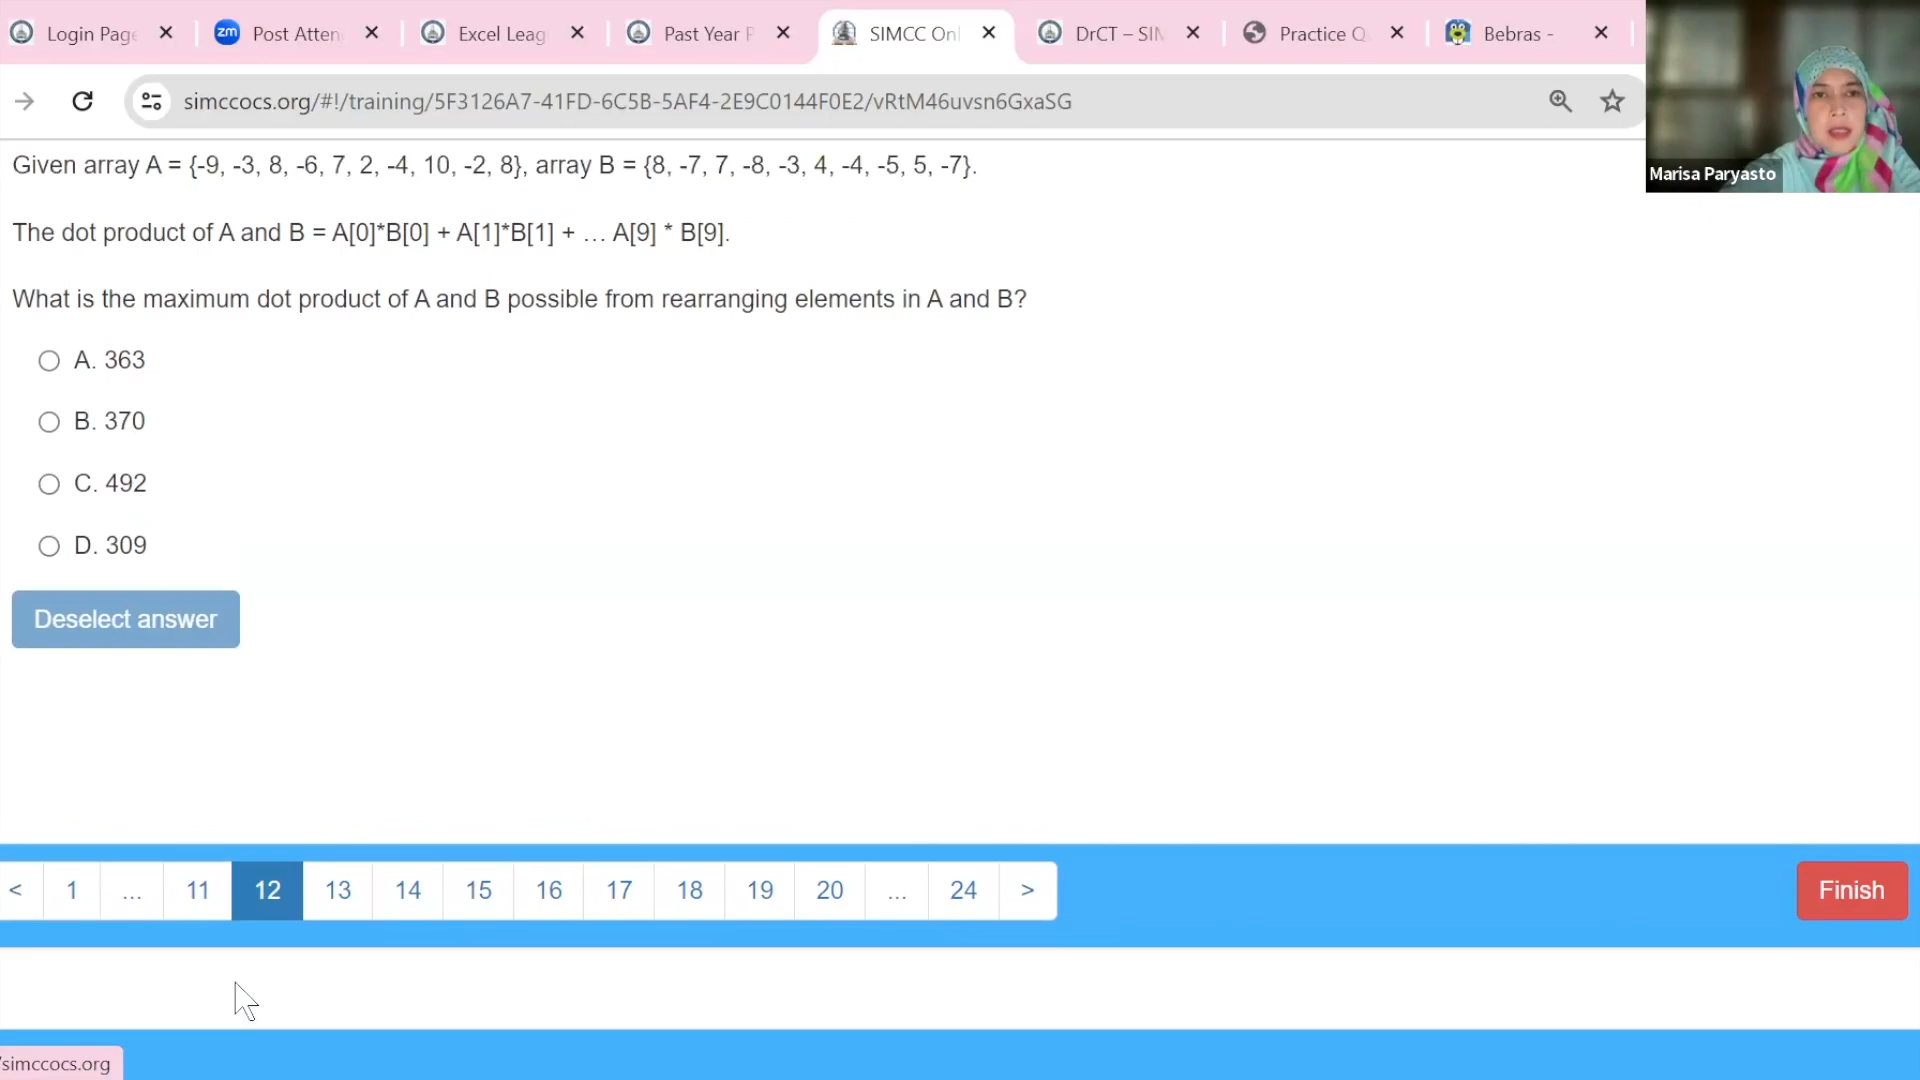 Login Page
Post Atten
Excel Leag
Past Year P
SIMCC Onl
DrCT – SIM
Practice Q
Bebras -
simccocs.org/#!/training/5F3126A7-41FD-6C5B-5AF4-2E9C0144F0E2/vRtM46uvsn6GxaSG
Marisa Paryasto
Given array A = {-9, -3, 8, -6, 7, 2, -4, 10, -2, 8}, array B = {8, -7, 7, -8, -3, 4, -4, -5, 5, -7}.
The dot product of A and B = A[0]*B[0] + A[1]*B[1] + … A[9] * B[9].
What is the maximum dot product of A and B possible from rearranging elements in A and B?
A. 363
B. 370
C. 492
D. 309
Deselect answer
< 1 ... 11 12 13 14 15 16 17 18 19 20 ... 24 >
Finish
/simccocs.org